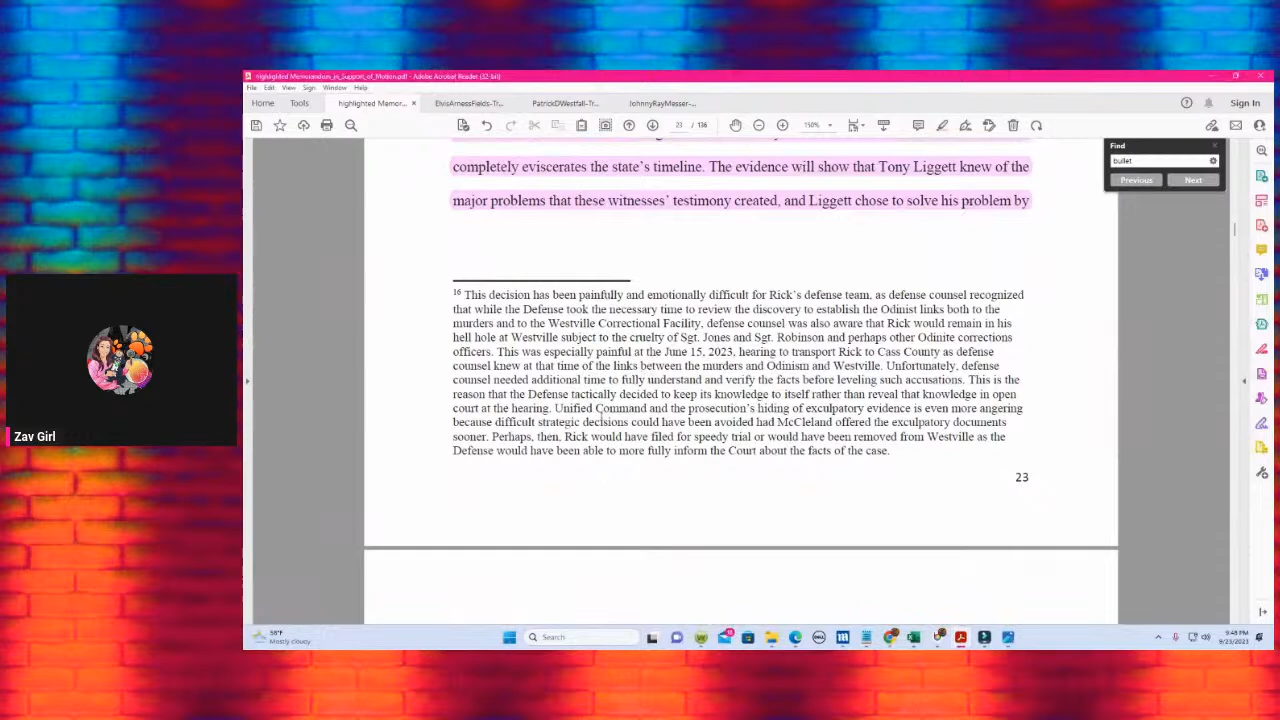 highlighted Memorandum_in_Support_of_Motion.pdf - Adobe Acrobat Reader (32-bit)
File Edit View Sign Window Help
Home Tools highlighted Memor... × ElvisArnessFields-Tr... PatrickDWestfall-Tr... JohnnyRayMesser-... Sign In
23 / 136 150%
Find
bullet
Previous Next
completely eviscerates the state's timeline. The evidence will show that Tony Liggett knew of the
major problems that these witnesses' testimony created, and Liggett chose to solve his problem by
16 This decision has been painfully and emotionally difficult for Rick's defense team, as defense counsel recognized
that while the Defense took the necessary time to review the discovery to establish the Odinist links both to the
murders and to the Westville Correctional Facility, defense counsel was also aware that Rick would remain in his
hell hole at Westville subject to the cruelty of Sgt. Jones and Sgt. Robinson and perhaps other Odinite corrections
officers. This was especially painful at the June 15, 2023, hearing to transport Rick to Cass County as defense
counsel knew at that time of the links between the murders and Odinism and Westville. Unfortunately, defense
counsel needed additional time to fully understand and verify the facts before leveling such accusations. This is the
reason that the Defense tactically decided to keep its knowledge to itself rather than reveal that knowledge in open
court at the hearing. Unified Command and the prosecution's hiding of exculpatory evidence is even more angering
because difficult strategic decisions could have been avoided had McCleland offered the exculpatory documents
sooner. Perhaps, then, Rick would have filed for speedy trial or would have been removed from Westville as the
Defense would have been able to more fully inform the Court about the facts of the case.
23
Zav Girl
58°F
Mostly cloudy
Search
9:48 PM
9/23/2023